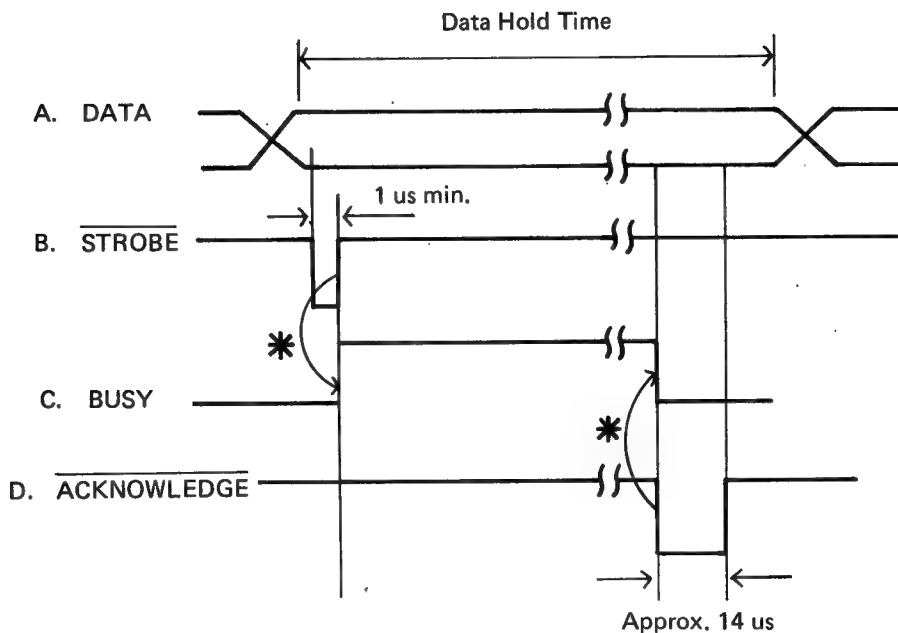 Data Hold Time
A. DATA
1 us min.
B. STROBE
*
C. BUSY
*
D. ACKNOWLEDGE
Approx. 14 us